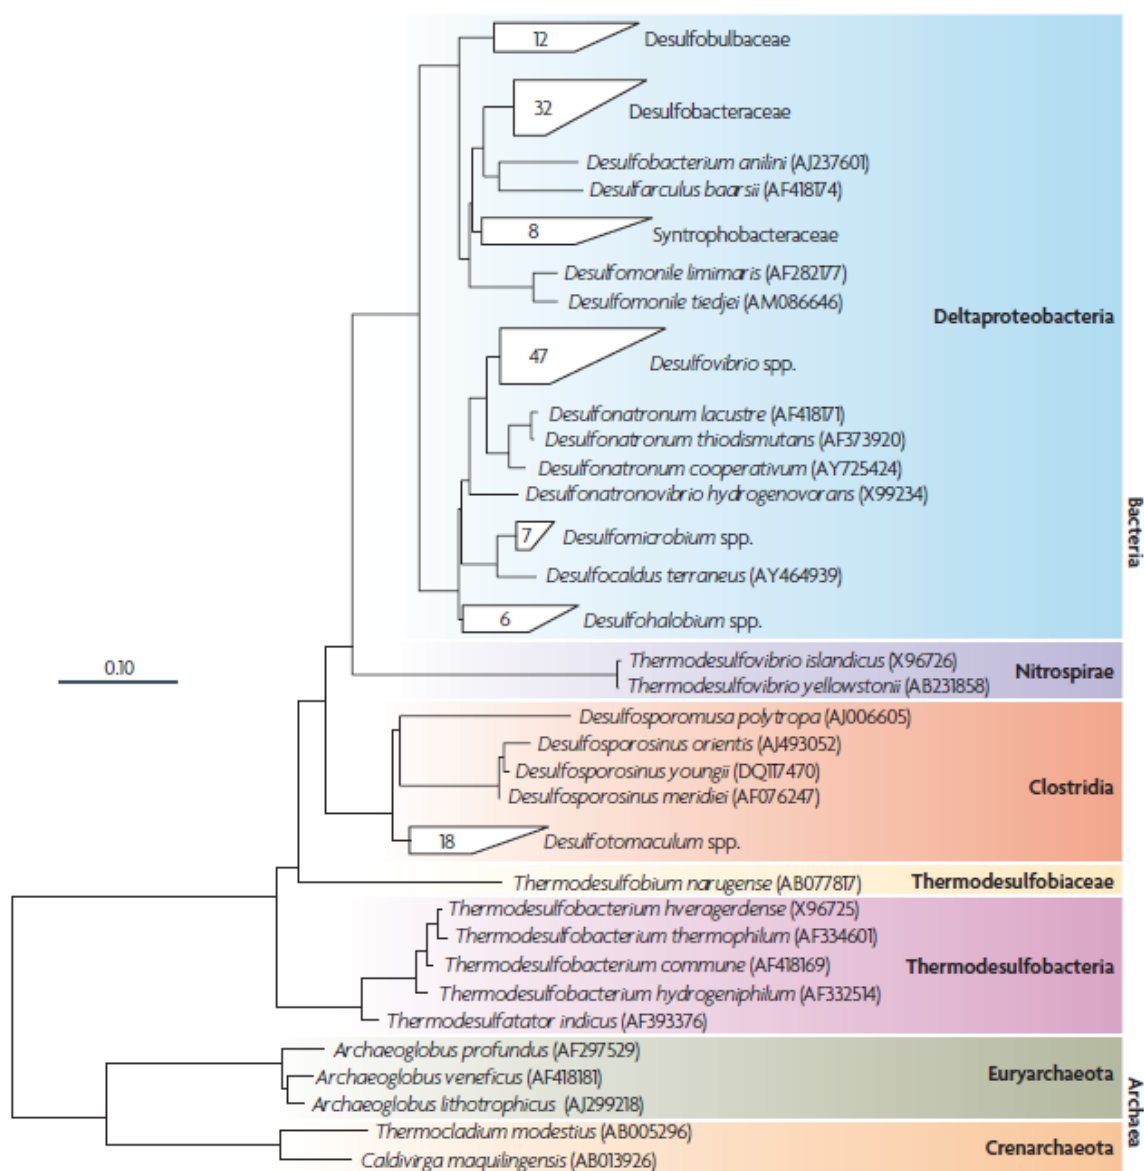 12 Desulfobulbaceae
32 Desulfobacteraceae
Desulfobacterium anilini (AJ237601)
Desulfarculus baarsii (AF418174)
8 Syntrophobacteraceae
Desulfomonile limimaris (AF282177)
Desulfomonile tiedjei (AM086646)
Deltaproteobacteria
47 Desulfovibrio spp.
Desulfonatronum lacustre (AF418171)
Desulfonatronum thiodismutans (AF373920)
Desulfonatronum cooperativum (AY725424)
Desulfonatronovibrio hydrogenovorans (X99234)
7 Desulfomicrobium spp.
Desulfocaldus terraneus (AY464939)
6 Desulfohalobium spp.
Bacteria
0.10
Thermodesulfovibrio islandicus (X96726)
Nitrospirae
Thermodesulfovibrio yellowstonii (AB231858)
Desulfosporomusa polytropa (AJ006605)
Desulfosporosinus orientis (AJ493052)
Desulfosporosinus youngii (DQ117470)
Clostridia
Desulfosporosinus meridiei (AF076247)
18 Desulfotomaculum spp.
Thermodesulfobium narugense (AB077817) Thermodesulfobiaceae
Thermodesulfobacterium hveragerdense (X96725)
Thermodesulfobacterium thermophilum (AF334601)
Thermodesulfobacterium commune (AF418169) Thermodesulfobacteria
Thermodesulfobacterium hydrogeniphilum (AF332514)
Thermodesulfatator indicus (AF393376)
Archaeoglobus profundus (AF297529)
Archaeoglobus veneficus (AF418181) Euryarchaeota
Archaeoglobus lithotrophicus (AJ299218)
Archaea
Thermocladium modestius (AB005296)
Crenarchaeota
Caldivirga maquilingensis (AB013926)